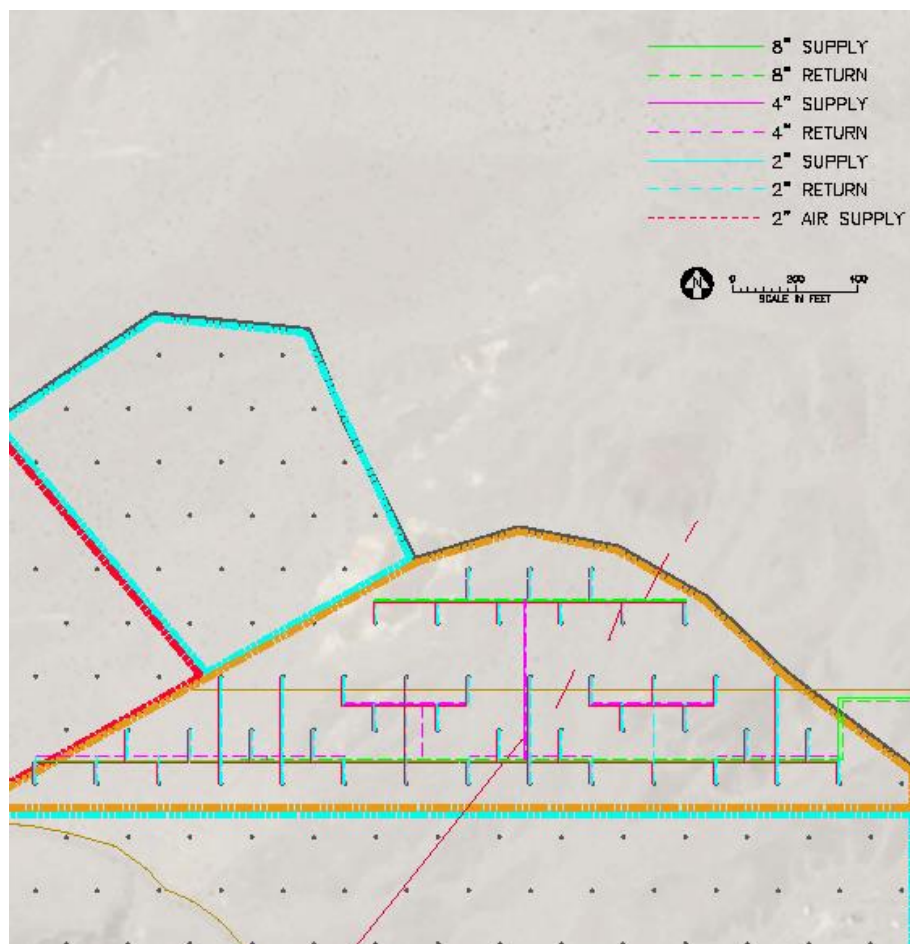 8" SUPPLY
8" RETURN
4" SUPPLY
4" RETURN
2" SUPPLY
2" RETURN
2" AIR SUPPLY
N 0 200 400
SCALE IN FEET